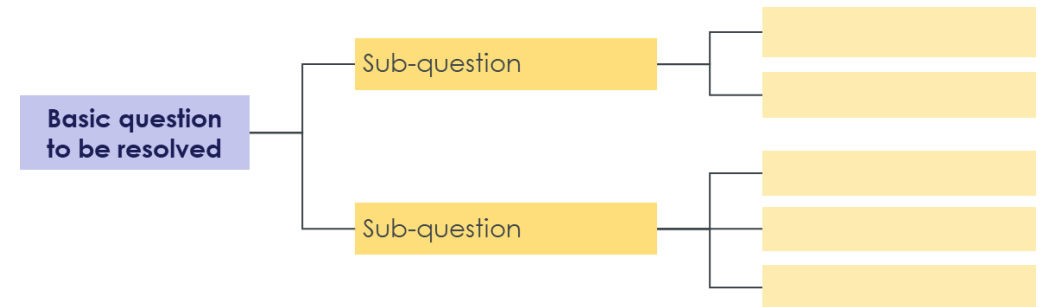 Sub-question
Basic question
to be resolved
Sub-question